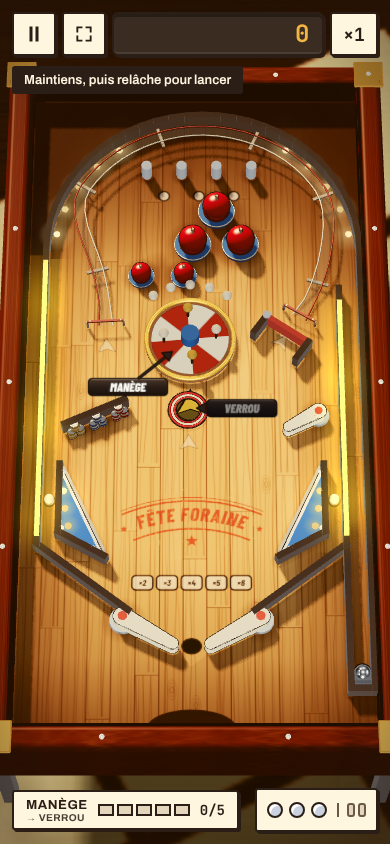 0
×1
Maintiens, puis relâche pour lancer
MANÈGE
VERROU
FÊTE FORAINE
×2 ×3 ×4 ×5 ×8
MANÈGE
→ VERROU
0/5
00